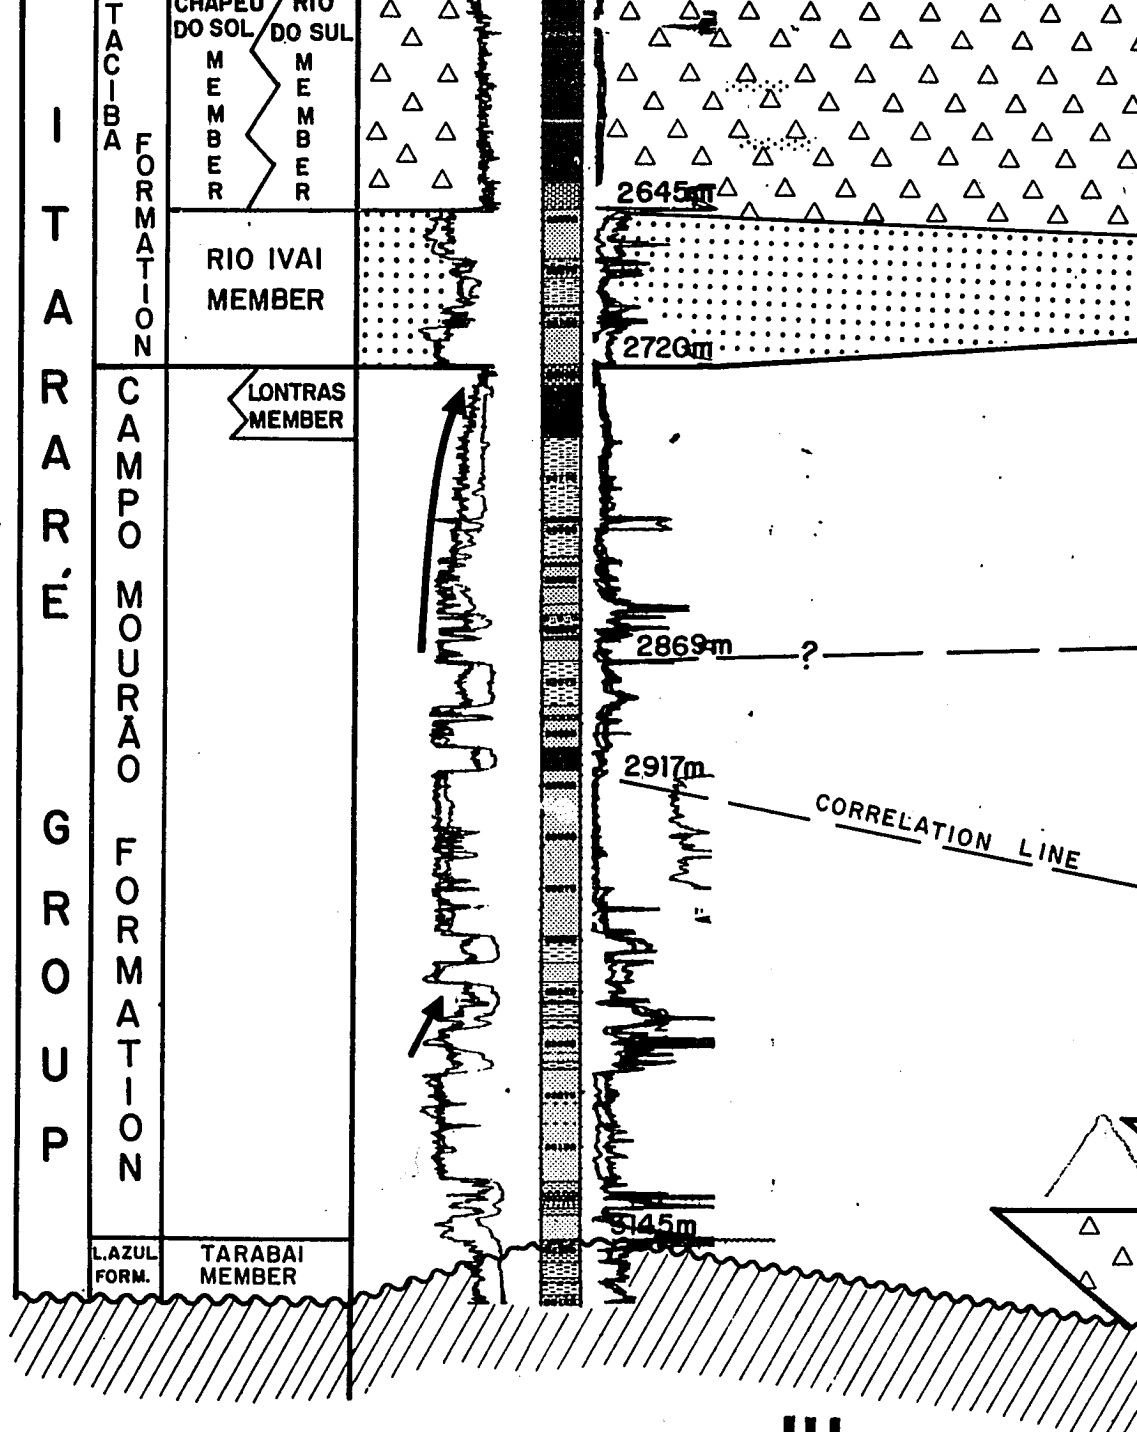 ITARARÉ GROUP
TACIBA FORMATION
CHAPEU
DO SOL
MEMBER
RIO
DO SUL
MEMBER
RIO IVAI
MEMBER
CAMPO MOURÃO FORMATION
LONTRAS
MEMBER
L.AZUL
FORM.
TARABAI
MEMBER
2645m
2720m
2869m
?
2917m
CORRELATION LINE
3145m